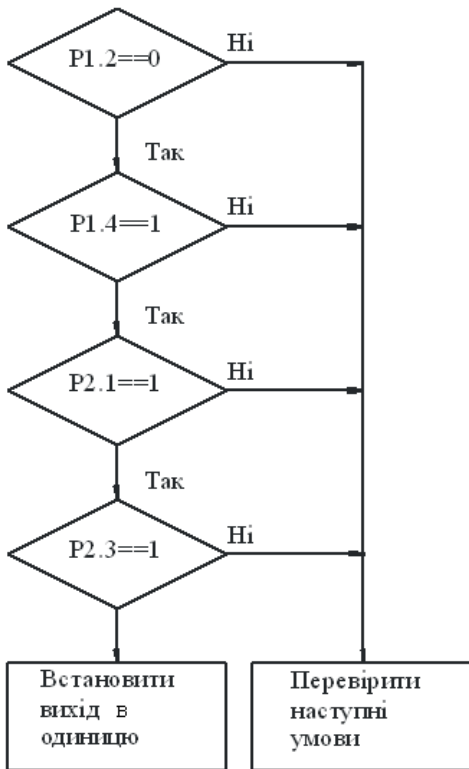 P1.2==0
Ні
Так
P1.4==1
Ні
Так
P2.1==1
Ні
Так
P2.3==1
Ні
Встановити
вихід в
одиницю
Перевірити
наступні
умови